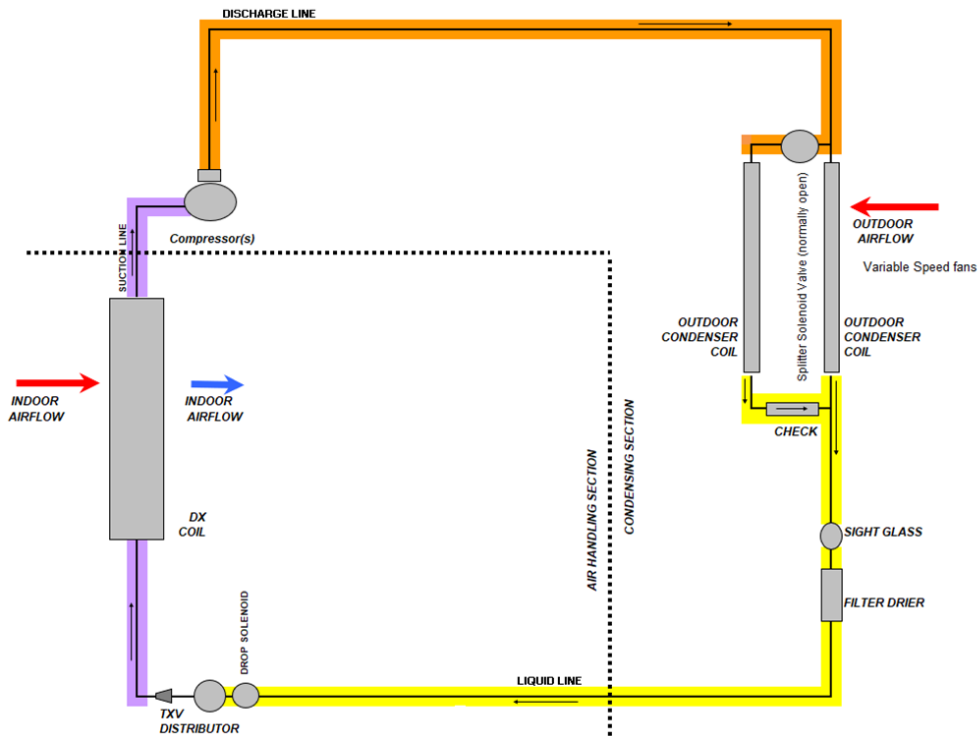 DISCHARGE LINE
Compressor(s)
SUCTION LINE
OUTDOOR
AIRFLOW
Variable Speed fans
Splitter Solenoid Valve (normally open)
OUTDOOR
CONDENSER
COIL
OUTDOOR
CONDENSER
COIL
INDOOR
AIRFLOW
INDOOR
AIRFLOW
CHECK
AIR HANDLING SECTION
CONDENSING SECTION
DX
COIL
SIGHT GLASS
FILTER DRIER
DROP SOLENOID
LIQUID LINE
TXV
DISTRIBUTOR